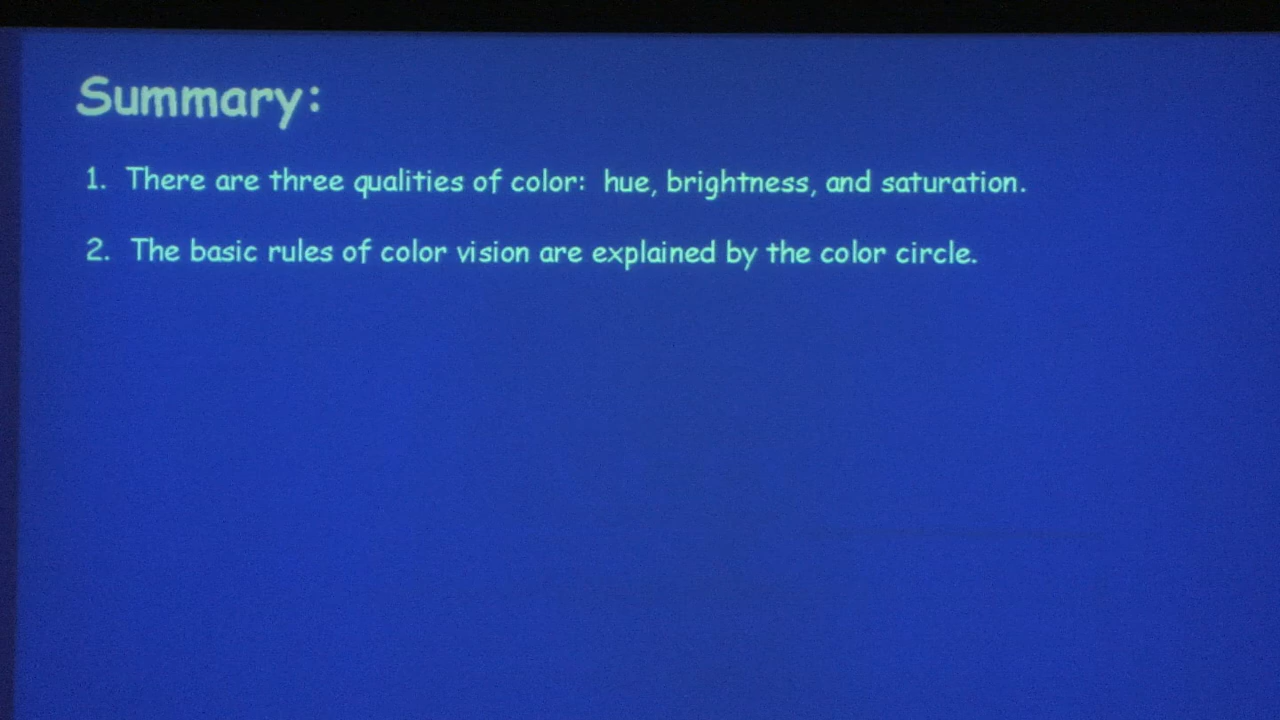 Summary:
1. There are three qualities of color: hue, brightness, and saturation.
2. The basic rules of color vision are explained by the color circle.